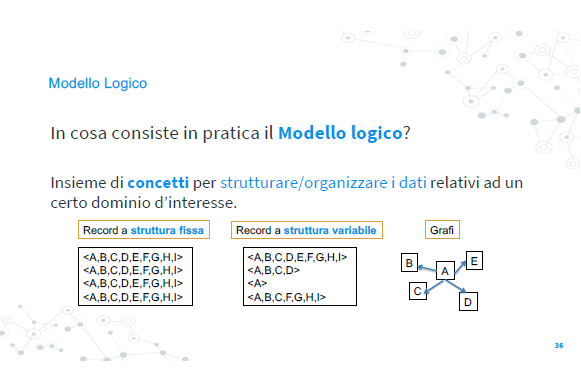 Modello Logico
In cosa consiste in pratica il Modello logico?
Insieme di concetti per strutturare/organizzare i dati relativi ad un
certo dominio d'interesse.
Record a struttura fissa
<A,B,C,D,E,F,G,H,I>
<A,B,C,D,E,F,G,H,I>
<A,B,C,D,E,F,G,H,I>
<A,B,C,D,E,F,G,H,I>
Record a struttura variabile
<A,B,C,D,E,F,G,H,I>
<A,B,C,D>
<A>
<A,B,C,F,G,H,I>
Grafi
B
E
A
C
D
36